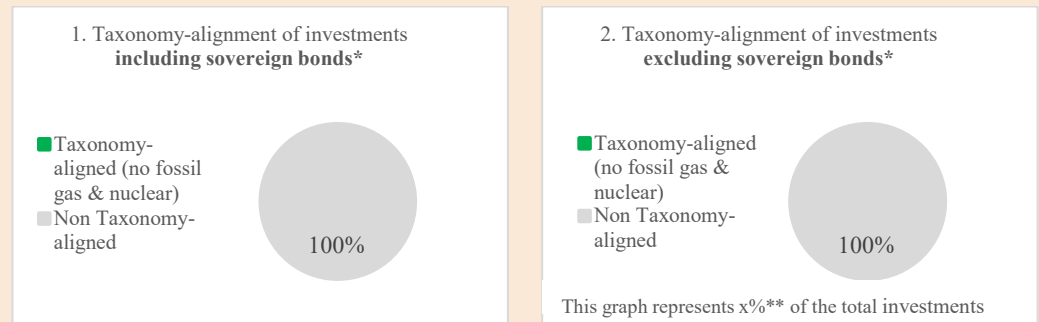 1. Taxonomy-alignment of investments
including sovereign bonds*
Taxonomy-
aligned (no fossil
gas & nuclear)
Non Taxonomy-
aligned
100%
2. Taxonomy-alignment of investments
excluding sovereign bonds*
Taxonomy-aligned
(no fossil gas &
nuclear)
Non Taxonomy-
aligned
100%
This graph represents x%** of the total investments